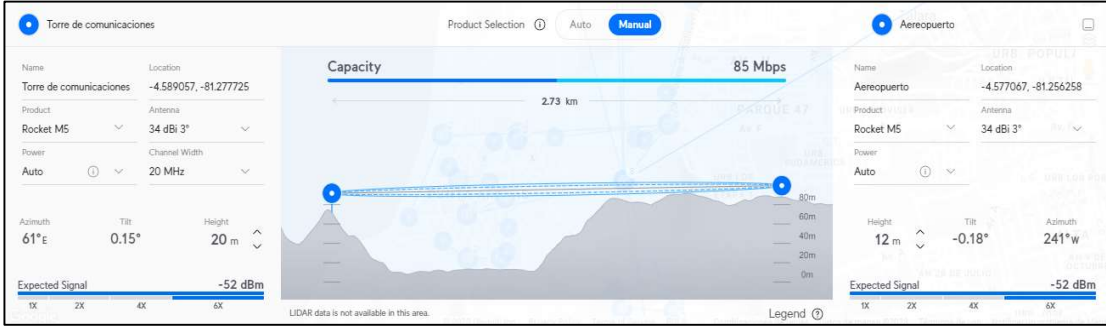 Torre de comunicaciones
Product Selection ⓘ Auto Manual
Aereopuerto
Name Location
Torre de comunicaciones -4.589057, -81.277725
Product Antenna
Rocket M5 34 dBi 3°
Power Channel Width
Auto ⓘ 20 MHz
Azimuth Tilt Height
61°E 0.15° 20 m
Expected Signal -52 dBm
1X 2X 4X 6X
Capacity 85 Mbps
2.73 km
80m
60m
40m
20m
0m
LIDAR data is not available in this area.
Legend
Name Location
Aereopuerto -4.577067, -81.256258
Product Antenna
Rocket M5 34 dBi 3°
Power
Auto ⓘ
Height Tilt Azimuth
12 m -0.18° 241°W
Expected Signal -52 dBm
1X 2X 4X 6X
PARQUE 47